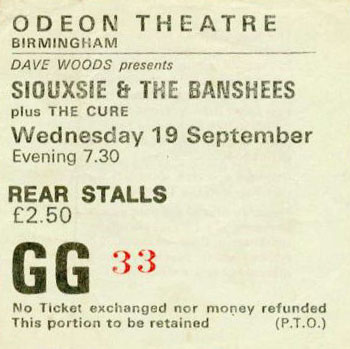 ODEON THEATRE
BIRMINGHAM
DAVE WOODS presents
SIOUXSIE & THE BANSHEES
plus THE CURE
Wednesday 19 September
Evening 7.30
REAR STALLS
£2.50
GG 33
No Ticket exchanged nor money refunded
This portion to be retained (P.T.O.)